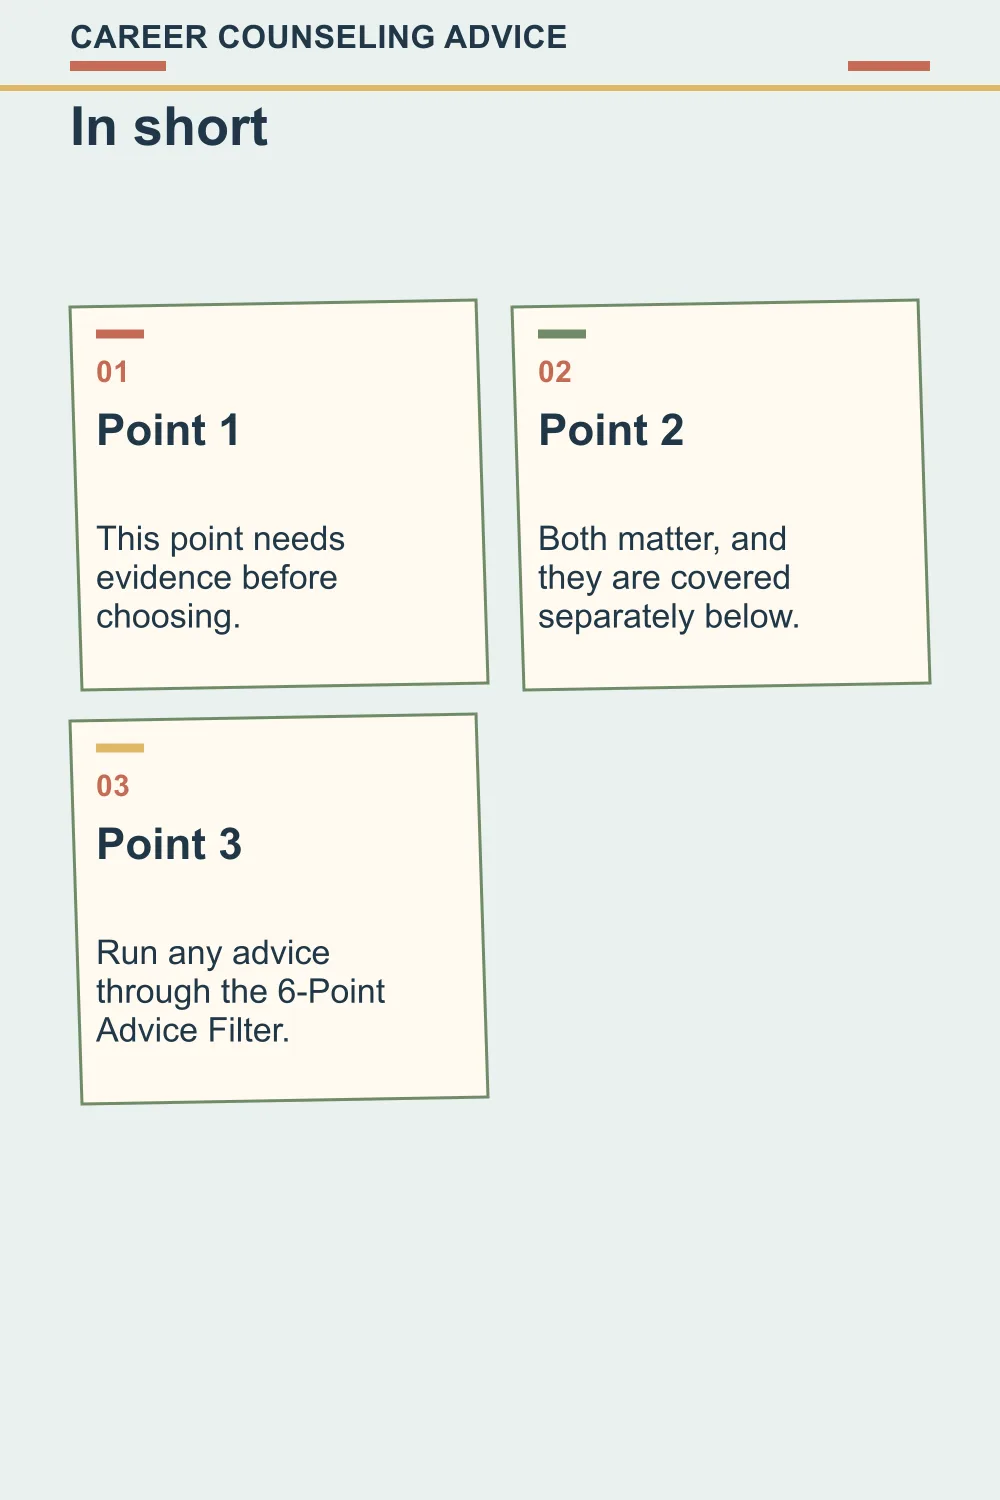 CAREER COUNSELING ADVICE
In short
01
Point 1
This point needs
evidence before
choosing.
02
Point 2
Both matter, and
they are covered
separately below.
03
Point 3
Run any advice
through the 6-Point
Advice Filter.